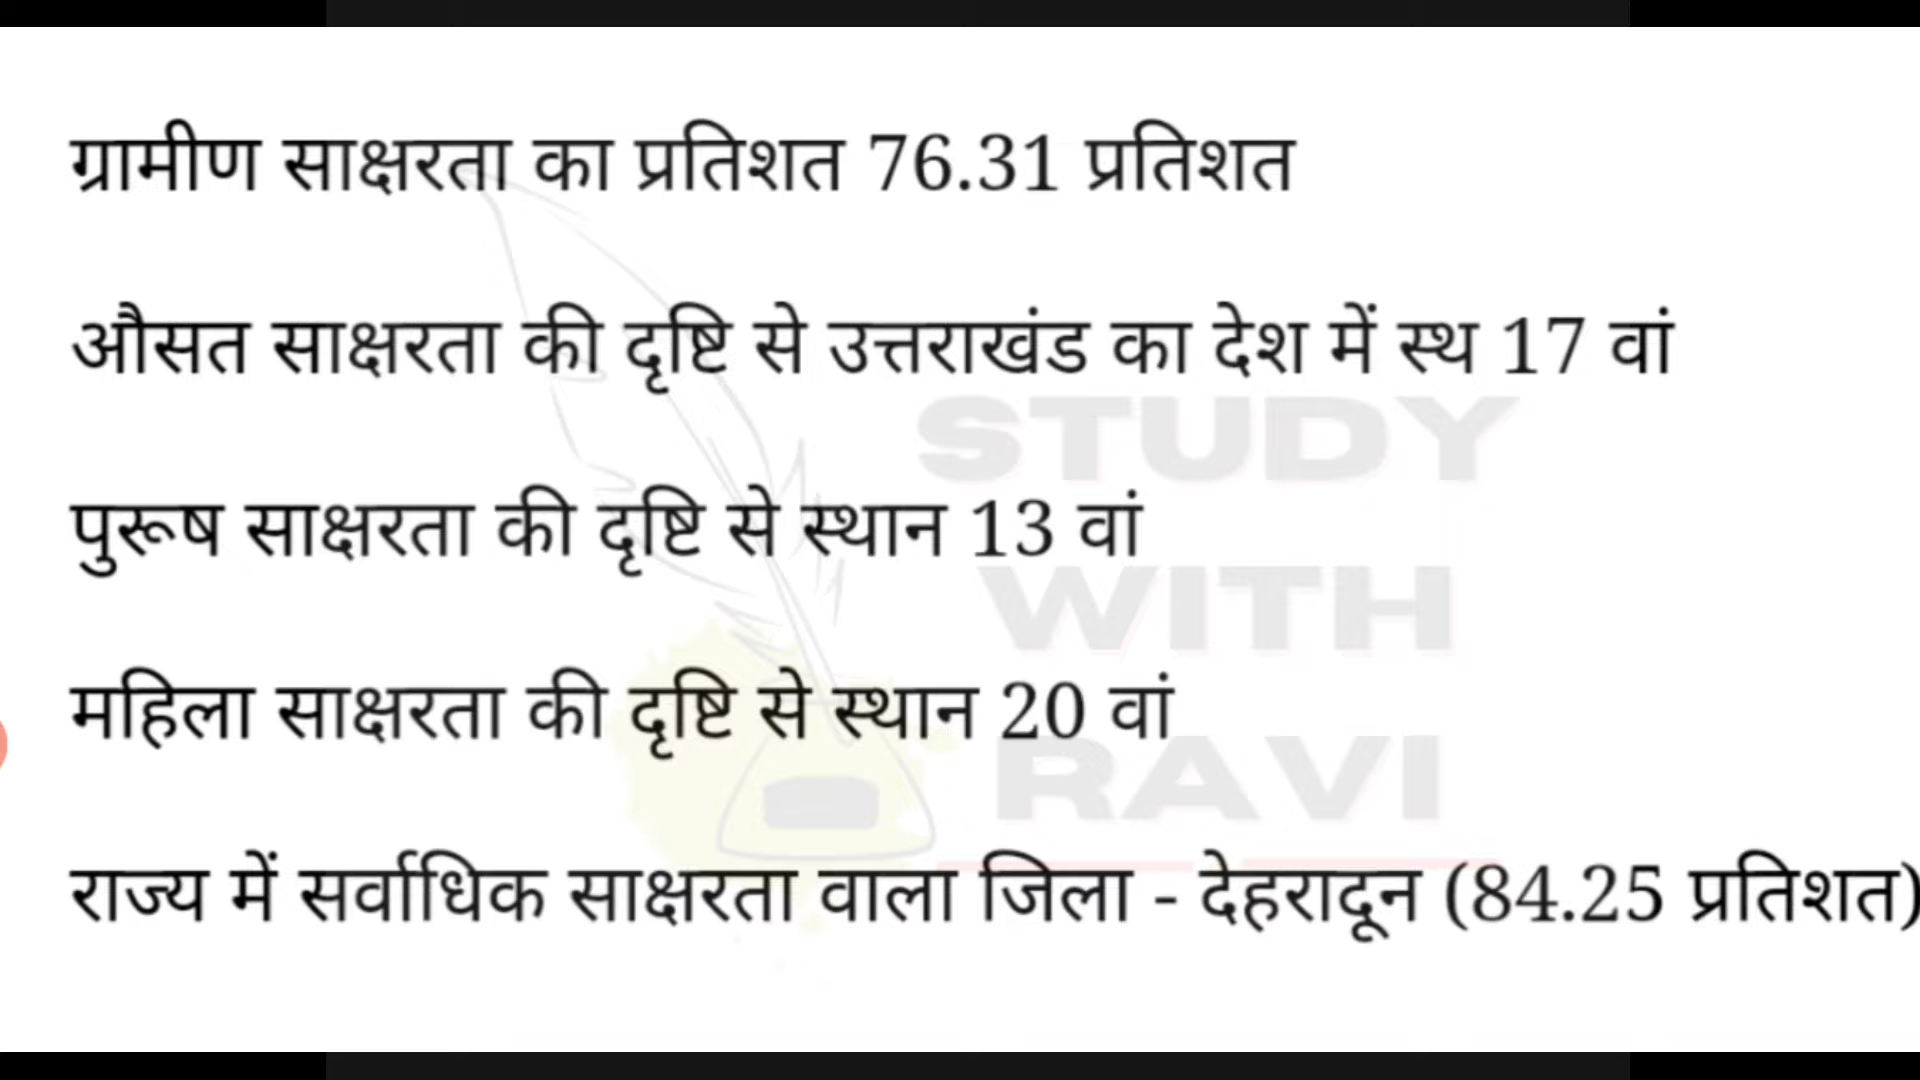 ग्रामीण साक्षरता का प्रतिशत 76.31 प्रतिशत
औसत साक्षरता की दृष्टि से उत्तराखंड का देश में स्थ 17 वां
STUDY
पुरूष साक्षरता की दृष्टि से स्थान 13 वां
WITH
महिला साक्षरता की दृष्टि से स्थान 20 वां
RAVI
राज्य में सर्वाधिक साक्षरता वाला जिला - देहरादून (84.25 प्रतिशत)